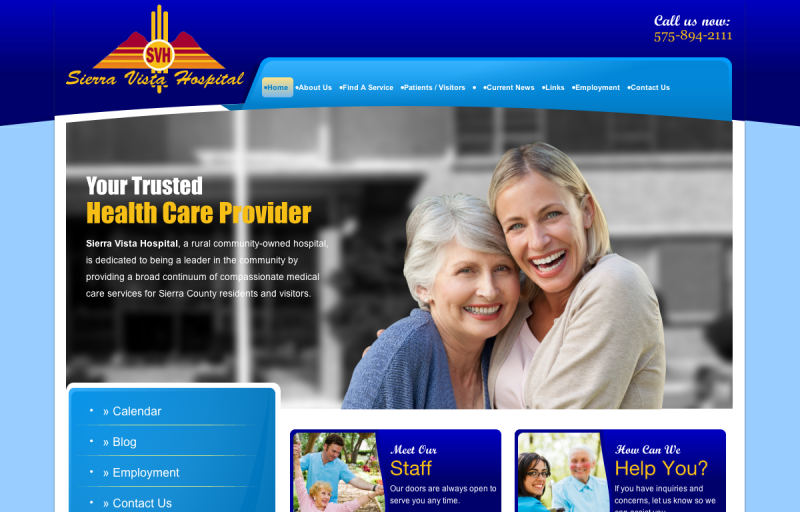 SVH
Sierra Vista Hospital
Call us now:
575-894-2111
•Home •About Us •Find A Service •Patients / Visitors • •Current News •Links •Employment •Contact Us
Your Trusted
Health Care Provider
Sierra Vista Hospital, a rural community-owned hospital,
is dedicated to being a leader in the community by
providing a broad continuum of compassionate medical
care services for Sierra County residents and visitors.
• » Calendar
• » Blog
• » Employment
• » Contact Us
Meet Our
Staff
Our doors are always open to
serve you any time.
How Can We
Help You?
If you have inquiries and
concerns, let us know so we
can assist you